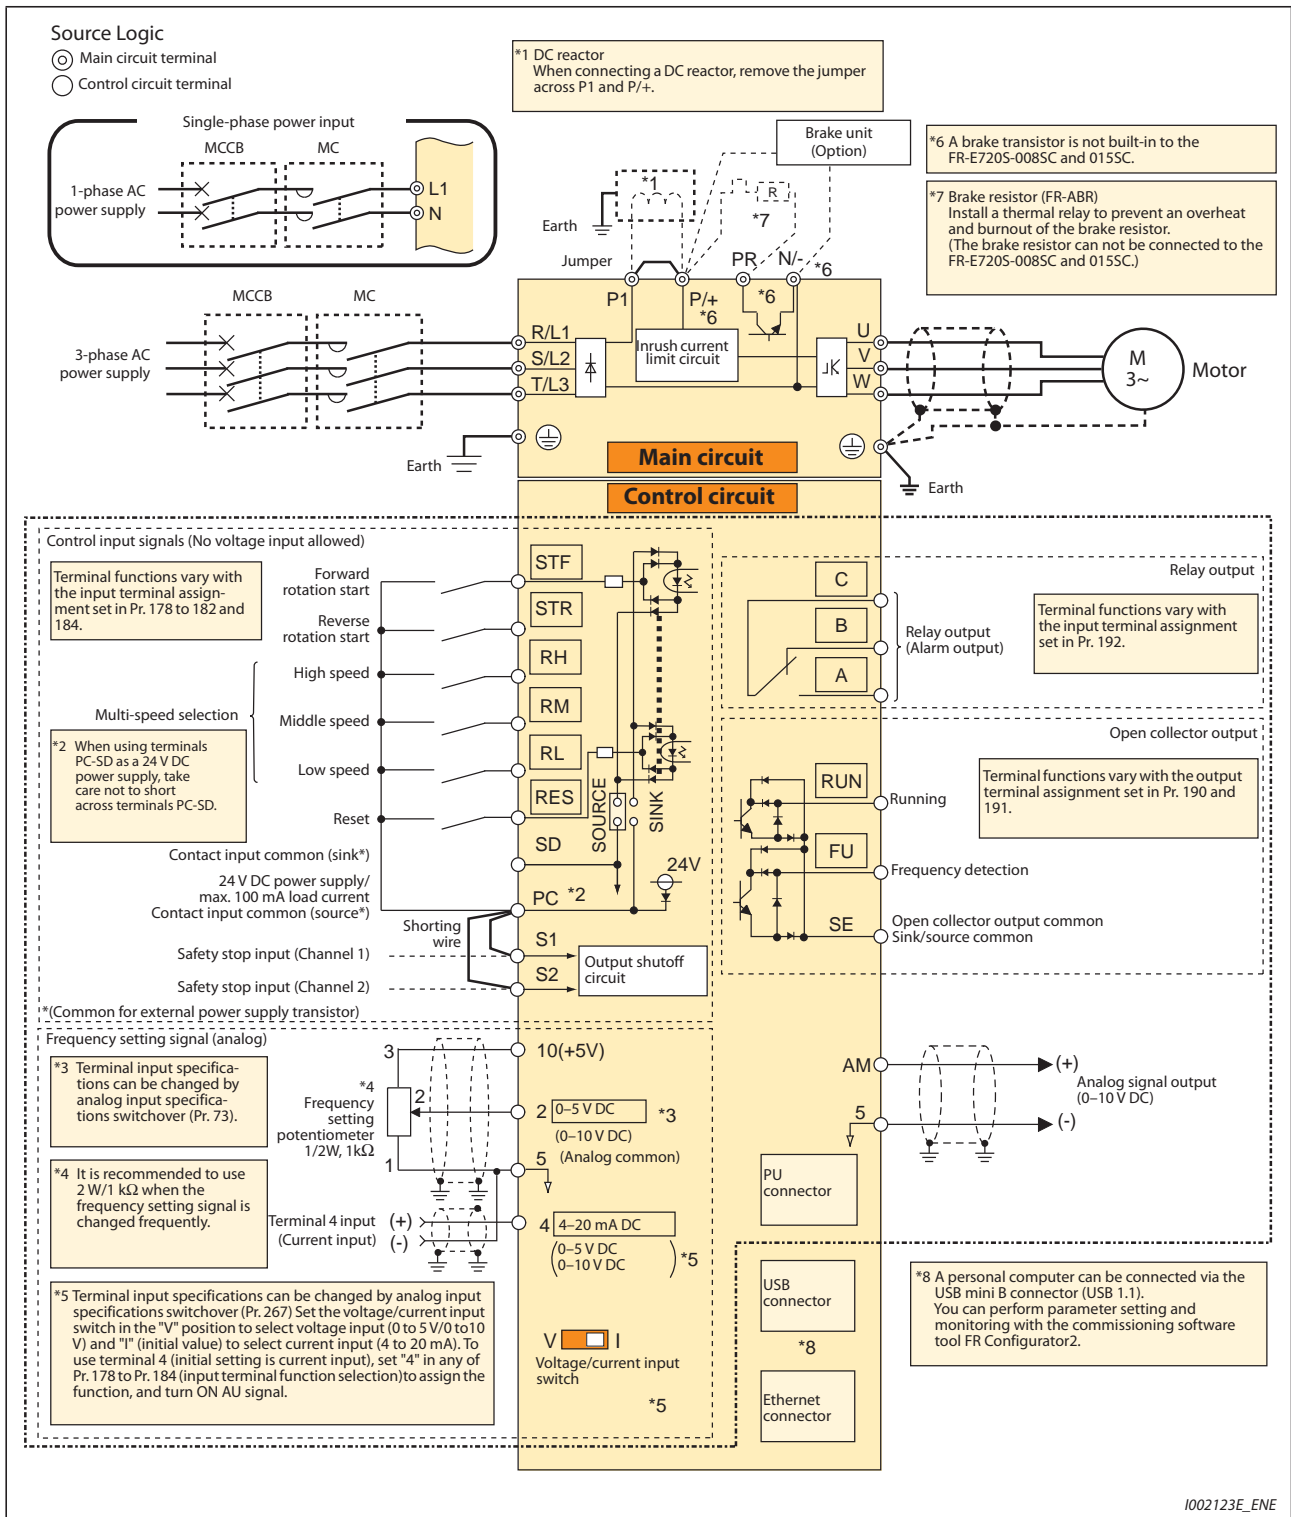 Source Logic
Main circuit terminal
Control circuit terminal
*1 DC reactor
When connecting a DC reactor, remove the jumper
across P1 and P/+.
Single-phase power input
MCCB
MC
1-phase AC
power supply
L1
N
Brake unit
(Option)
*6 A brake transistor is not built-in to the
FR-E720S-008SC and 015SC.
*7 Brake resistor (FR-ABR)
Install a thermal relay to prevent an overheat
and burnout of the brake resistor.
(The brake resistor can not be connected to the
FR-E720S-008SC and 015SC.)
*1
R
*7
Earth
Jumper
PR
N/-
*6
P1
P/+
*6
*6
MCCB
MC
3-phase AC
power supply
R/L1
S/L2
T/L3
Inrush current
limit circuit
U
V
W
M
3~
Motor
Earth
Main circuit
Earth
Control circuit
Control input signals (No voltage input allowed)
Terminal functions vary with
the input terminal assign-
ment set in Pr. 178 to 182 and
184.
Forward
rotation start
Reverse
rotation start
High speed
Multi-speed selection
Middle speed
Low speed
Reset
*2 When using terminals
PC-SD as a 24 V DC
power supply, take
care not to short
across terminals PC-SD.
STF
STR
RH
RM
RL
RES
SOURCE
SINK
SD
24V
PC *2
Contact input common (sink*)
24 V DC power supply/
max. 100 mA load current
Contact input common (source*)
Shorting
wire
Safety stop input (Channel 1)
S1
Output shutoff
circuit
Safety stop input (Channel 2)
S2
*(Common for external power supply transistor)
Relay output
C
B
A
Relay output
(Alarm output)
Terminal functions vary with
the input terminal assignment
set in Pr. 192.
Open collector output
RUN
Running
Terminal functions vary with the output
terminal assignment set in Pr. 190 and
191.
FU
Frequency detection
SE
Open collector output common
Sink/source common
Frequency setting signal (analog)
*3 Terminal input specifica-
tions can be changed by
analog input specifica-
tions switchover (Pr. 73).
*4 It is recommended to use
2 W/1 kΩ when the
frequency setting signal is
changed frequently.
3
2
1
*4
Frequency
setting
potentiometer
1/2W, 1kΩ
10(+5V)
2 0–5 V DC *3
(0–10 V DC)
5 (Analog common)
Terminal 4 input
(Current input)
(+)
(-)
4 4–20 mA DC
(0–5 V DC
0–10 V DC) *5
*5 Terminal input specifications can be changed by analog input
specifications switchover (Pr. 267) Set the voltage/current input
switch in the "V" position to select voltage input (0 to 5 V/0 to10
V) and "I" (initial value) to select current input (4 to 20 mA). To
use terminal 4 (initial setting is current input), set "4" in any of
Pr. 178 to Pr. 184 (input terminal function selection)to assign the
function, and turn ON AU signal.
V I
Voltage/current input
switch
*5
AM
5
(+)
Analog signal output
(0–10 V DC)
(-)
PU
connector
USB
connector
*8
Ethernet
connector
*8 A personal computer can be connected via the
USB mini B connector (USB 1.1).
You can perform parameter setting and
monitoring with the commissioning software
tool FR Configurator2.
I002123E_ENE